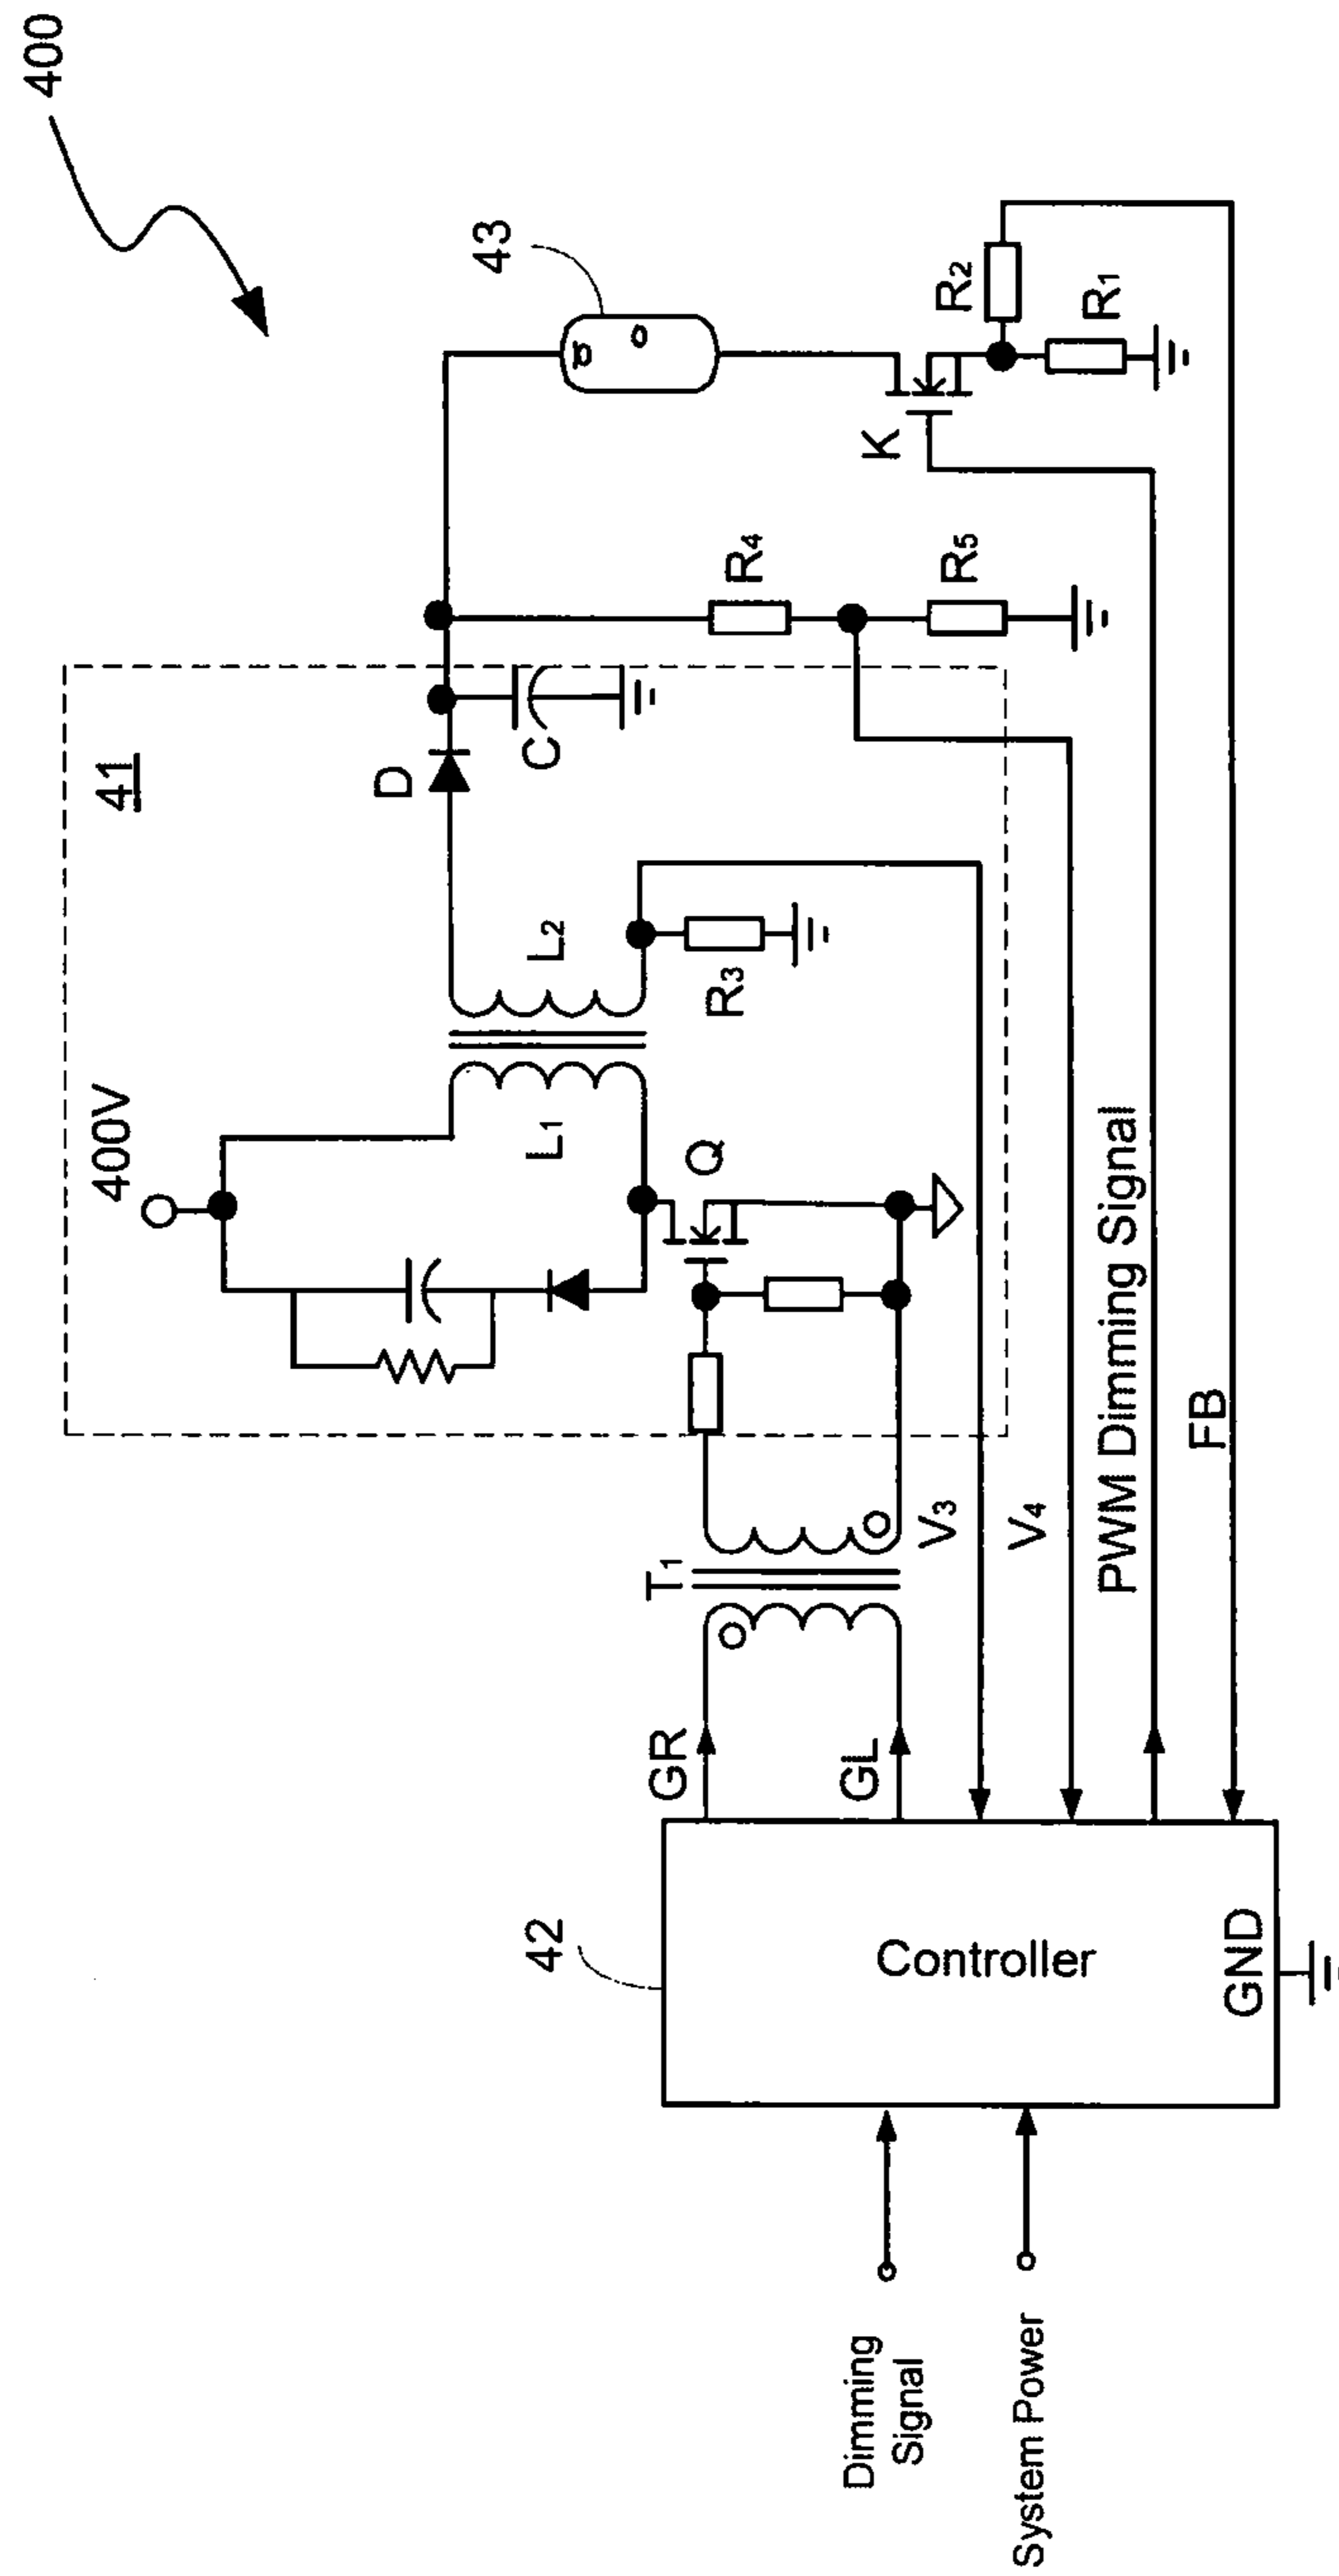 400
41
400V
D
C
43
L1
L2
R3
Q
R4
R5
K
R2
R1
T1
GR
GL
V3
V4
PWM Dimming Signal
FB
42
Controller
GND
Dimming
Signal
System Power